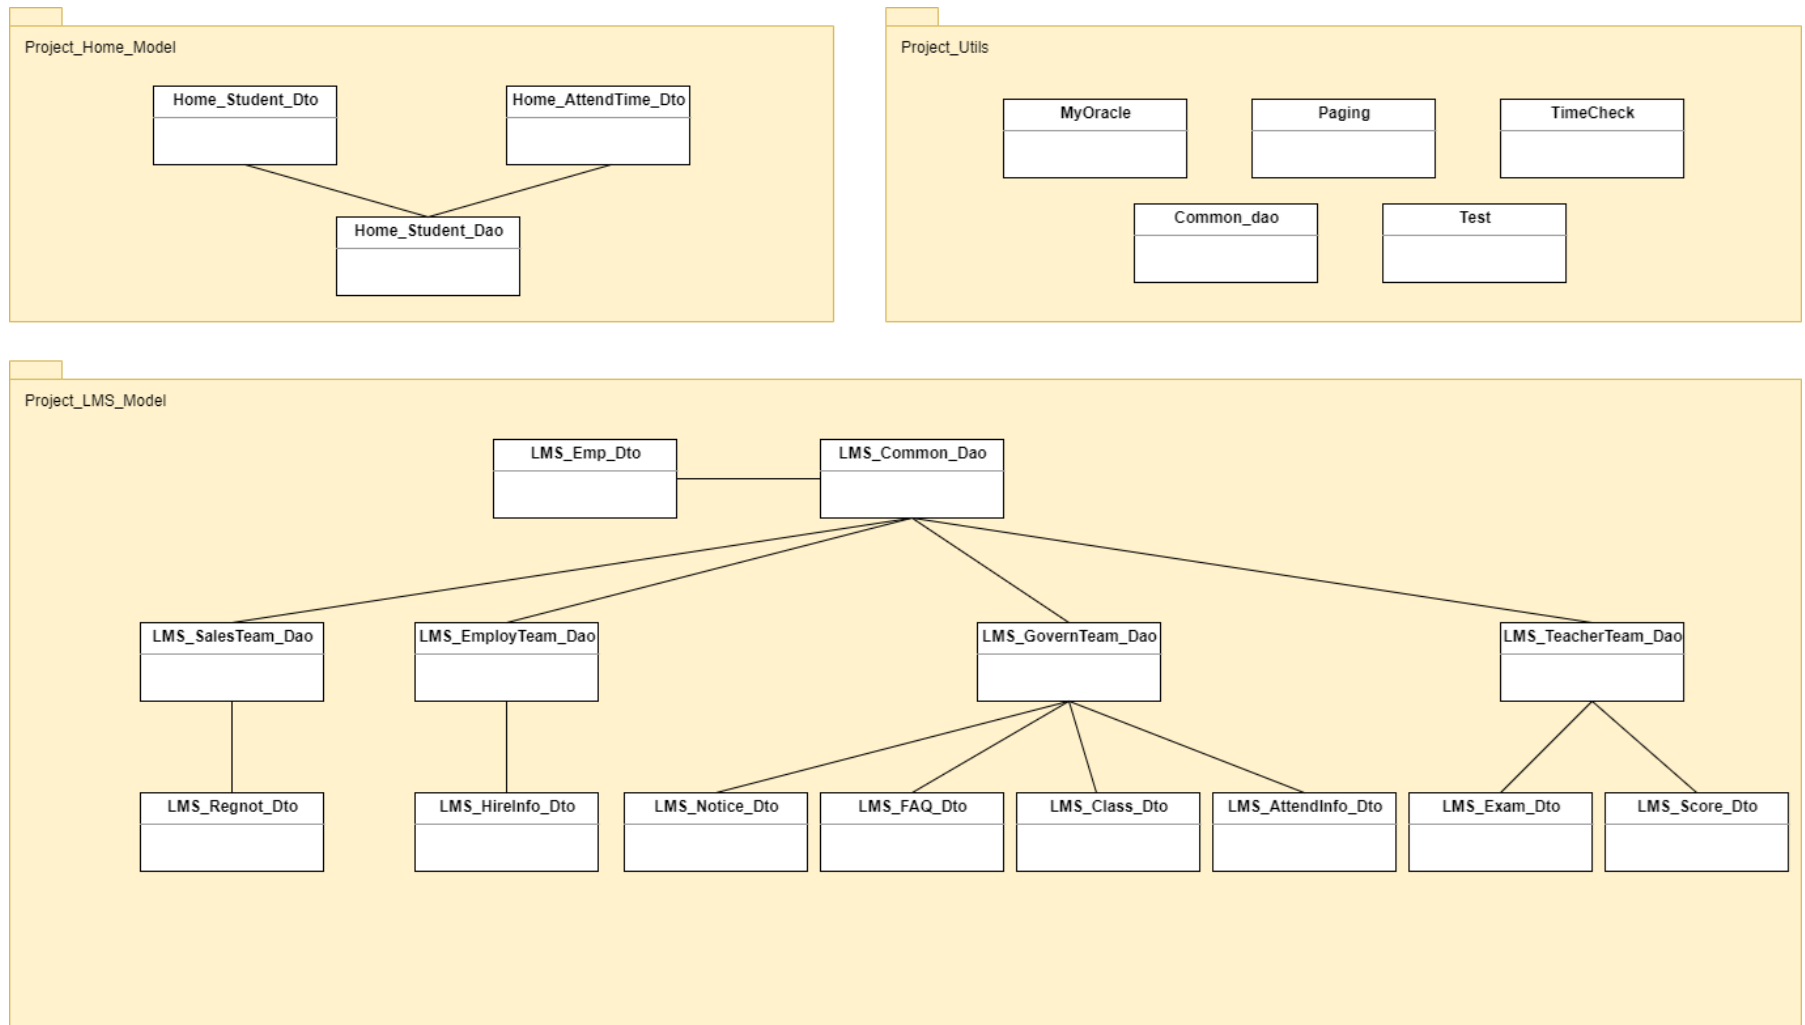 Project_Home_Model
Home_Student_Dto
Home_AttendTime_Dto
Home_Student_Dao
Project_Utils
MyOracle
Paging
TimeCheck
Common_dao
Test
Project_LMS_Model
LMS_Emp_Dto
LMS_Common_Dao
LMS_SalesTeam_Dao
LMS_EmployTeam_Dao
LMS_GovernTeam_Dao
LMS_TeacherTeam_Dao
LMS_Regnot_Dto
LMS_HireInfo_Dto
LMS_Notice_Dto
LMS_FAQ_Dto
LMS_Class_Dto
LMS_AttendInfo_Dto
LMS_Exam_Dto
LMS_Score_Dto